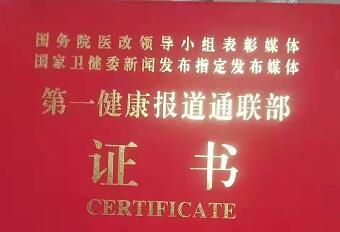 国务院医改领导小组表彰媒体
国家卫健委新闻发布指定发布媒体
第一健康报道通联部
证书
CERTIFICATE